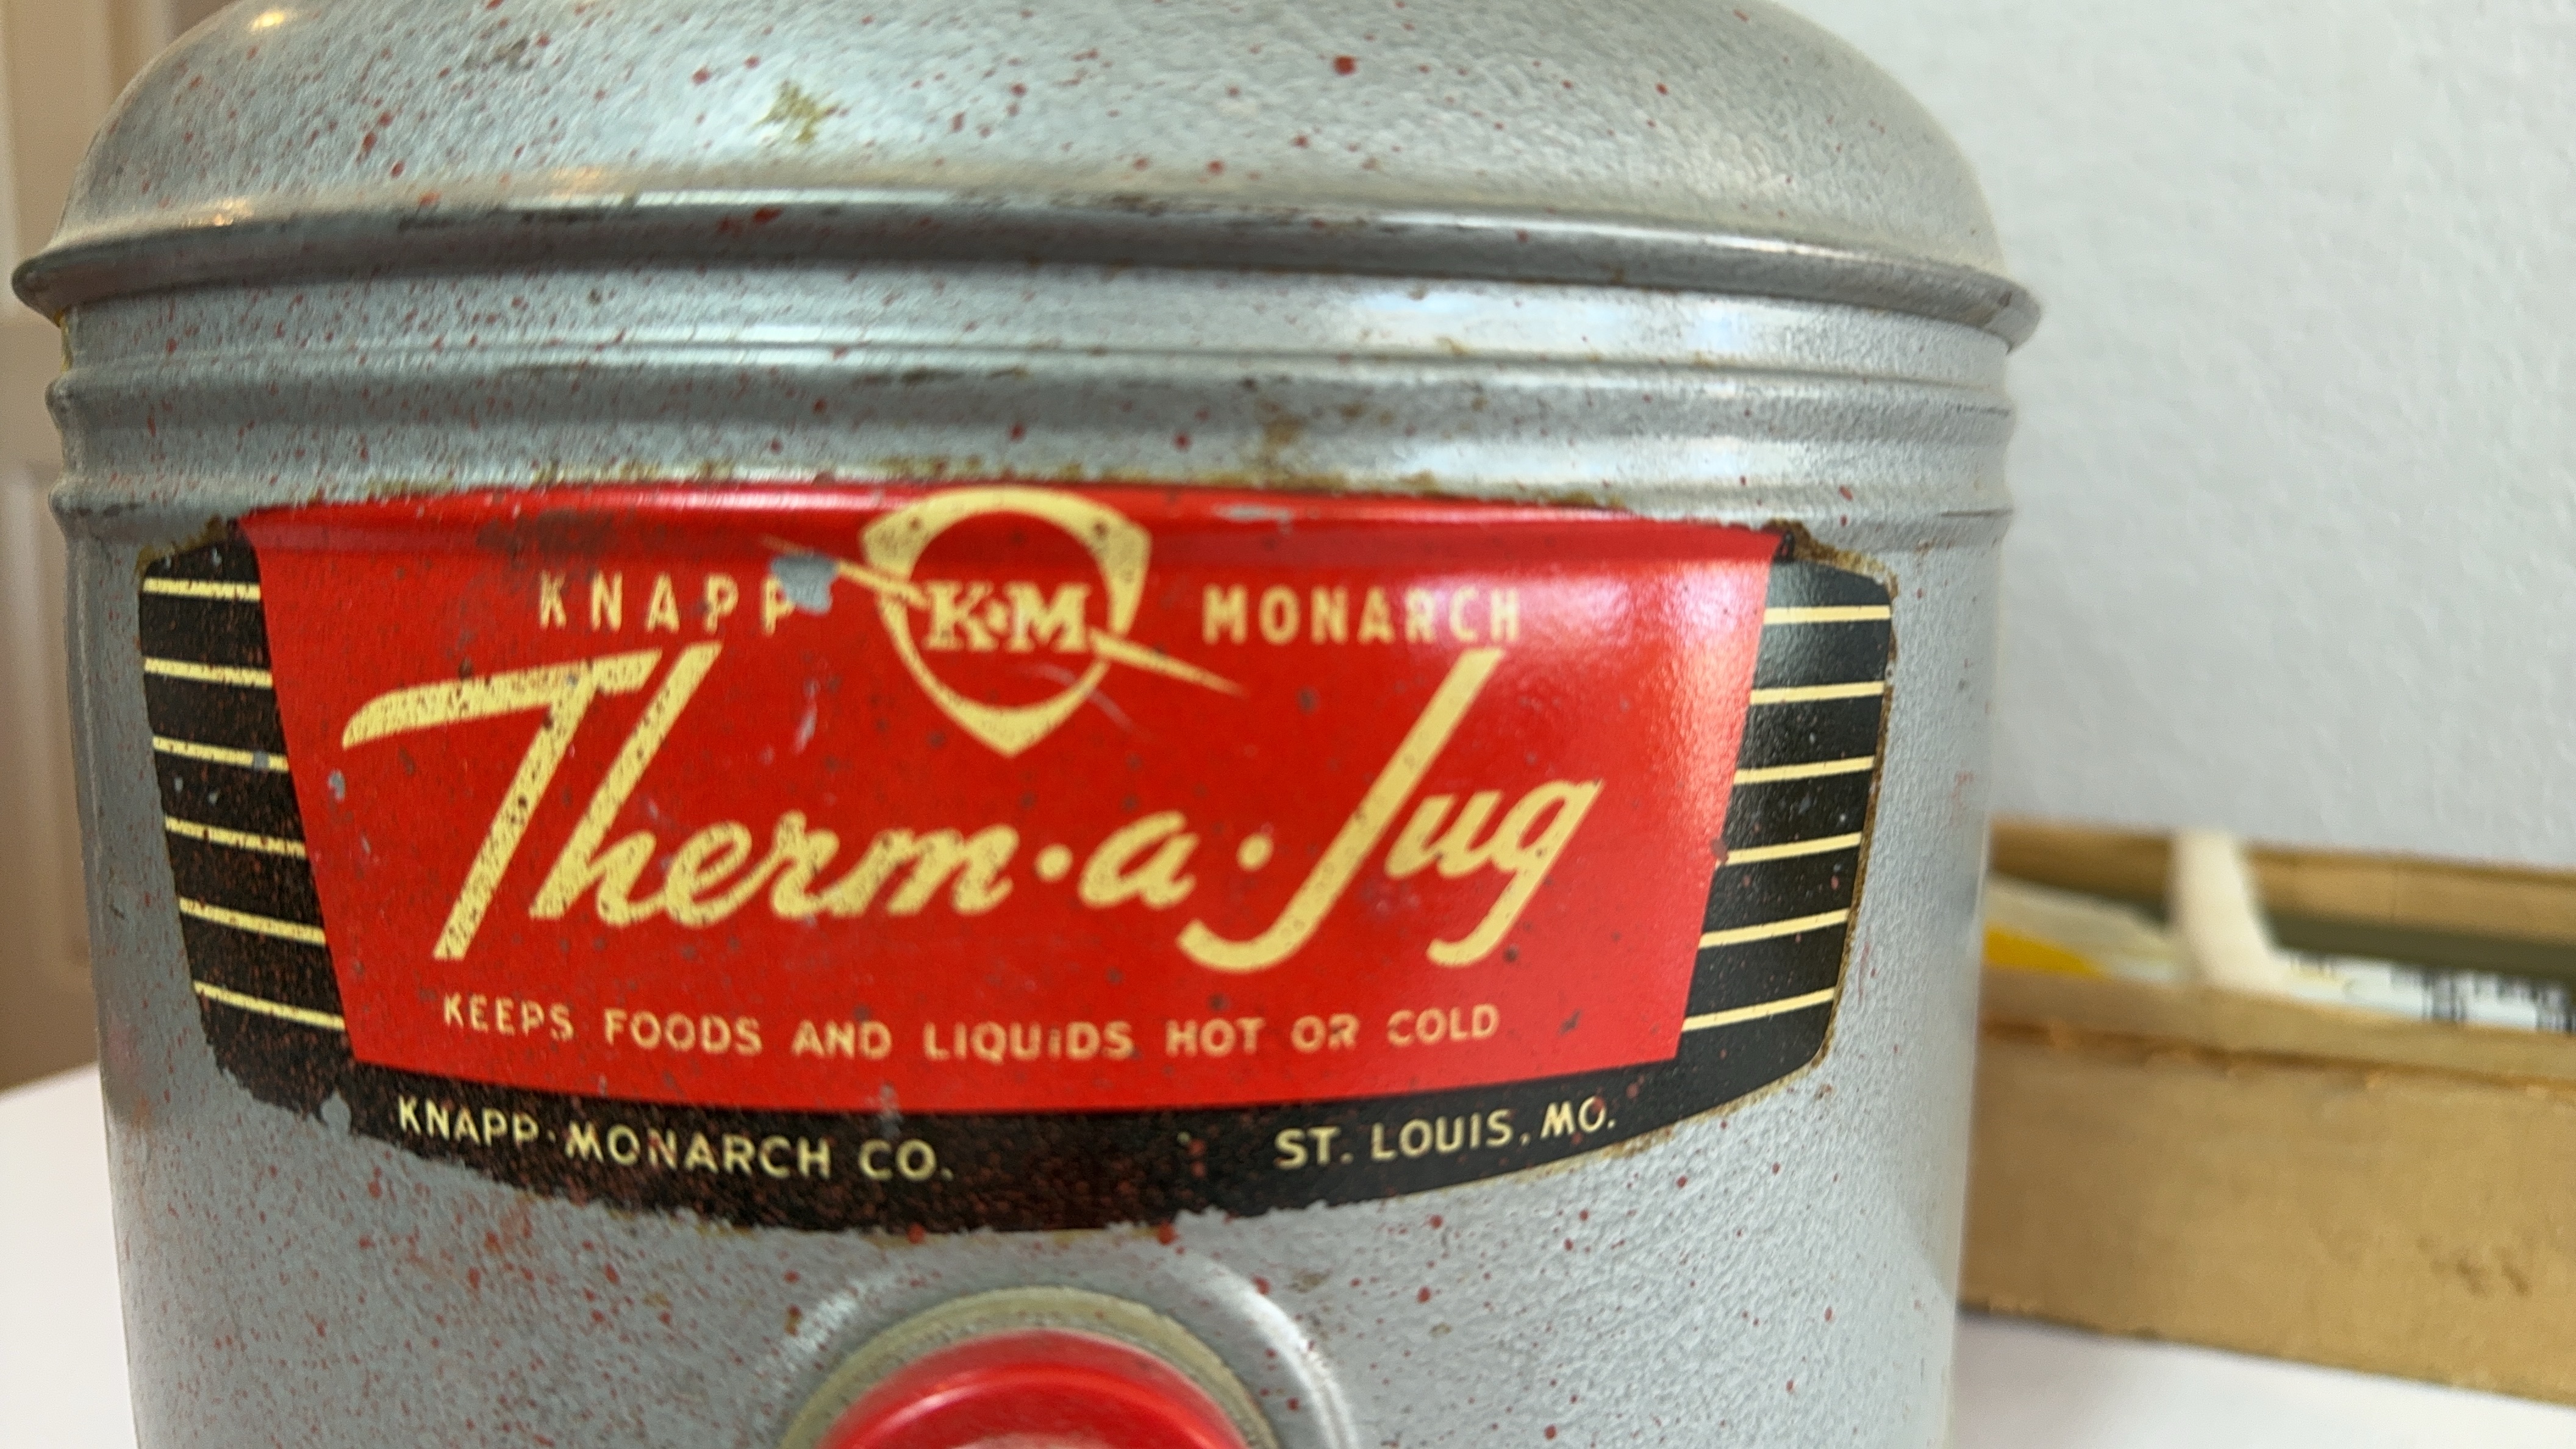 KNAPP K·M MONARCH
Therm·a·Jug
KEEPS FOODS AND LIQUiDS HOT OR COLD
KNAPP-MONARCH CO. ST. LOUIS, MO.